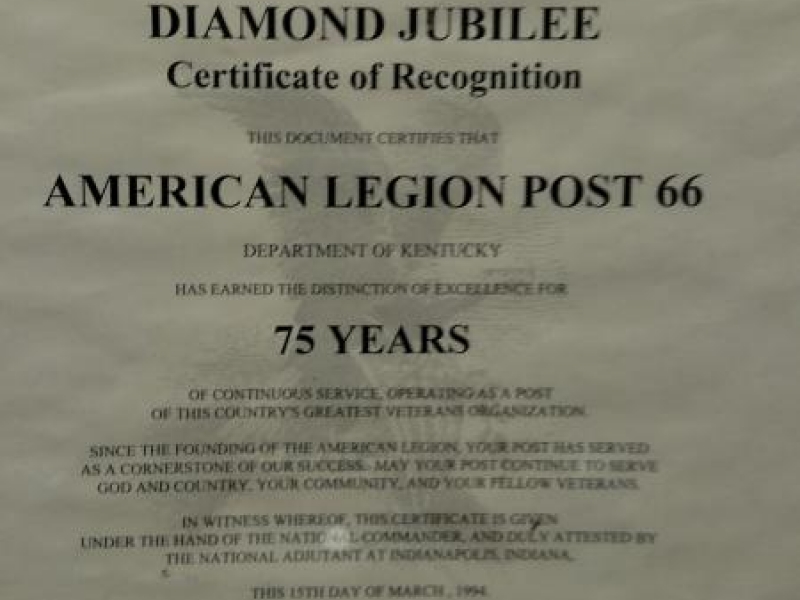 DIAMOND JUBILEE
Certificate of Recognition
THIS DOCUMENT CERTIFIES THAT
AMERICAN LEGION POST 66
DEPARTMENT OF KENTUCKY
HAS EARNED THE DISTINCTION OF EXCELLENCE FOR
75 YEARS
OF CONTINUOUS SERVICE, OPERATING AS A POST
OF THIS COUNTRY'S GREATEST VETERANS ORGANIZATION.
SINCE THE FOUNDING OF THE AMERICAN LEGION, YOUR POST HAS SERVED
AS A CORNERSTONE OF OUR SUCCESS. MAY YOUR POST CONTINUE TO SERVE
GOD AND COUNTRY, YOUR COMMUNITY, AND YOUR FELLOW VETERANS.
IN WITNESS WHEREOF, THIS CERTIFICATE IS GIVEN
UNDER THE HAND OF THE NATIONAL COMMANDER, AND DULY ATTESTED BY
THE NATIONAL ADJUTANT AT INDIANAPOLIS, INDIANA,
THIS 15TH DAY OF MARCH, 1994.